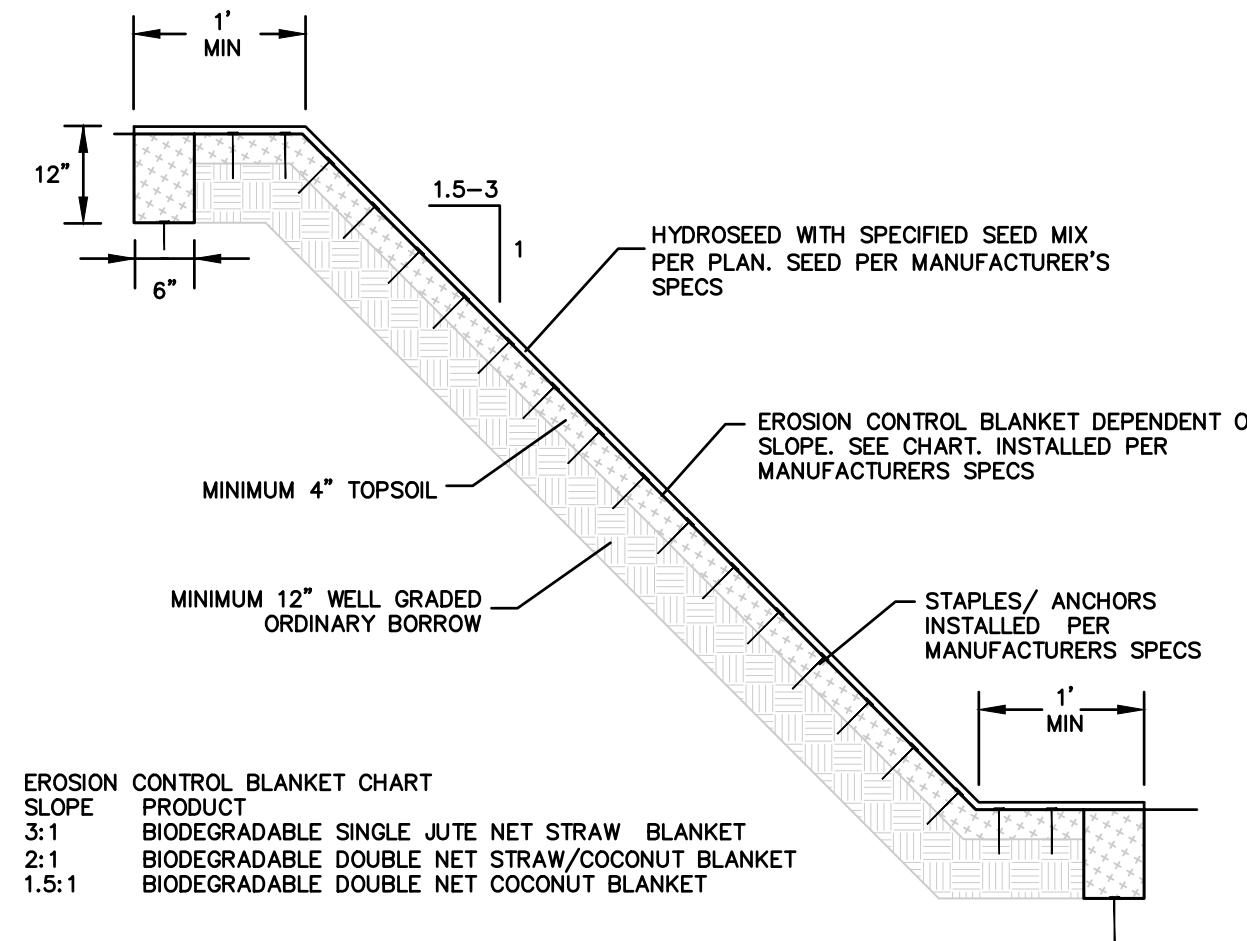 1'
MIN
12"
6"
1.5-3
1
HYDROSEED WITH SPECIFIED SEED MIX
PER PLAN. SEED PER MANUFACTURER'S
SPECS
EROSION CONTROL BLANKET DEPENDENT
SLOPE. SEE CHART. INSTALLED PER
MANUFACTURERS SPECS
MINIMUM 4" TOPSOIL
MINIMUM 12" WELL GRADED
ORDINARY BORROW
STAPLES/ ANCHORS
INSTALLED PER
MANUFACTURERS SPECS
1'
MIN
EROSION CONTROL BLANKET CHART
SLOPE PRODUCT
3:1 BIODEGRADABLE SINGLE JUTE NET STRAW BLANKET
2:1 BIODEGRADABLE DOUBLE NET STRAW/COCONUT BLANKET
1.5:1 BIODEGRADABLE DOUBLE NET COCONUT BLANKET